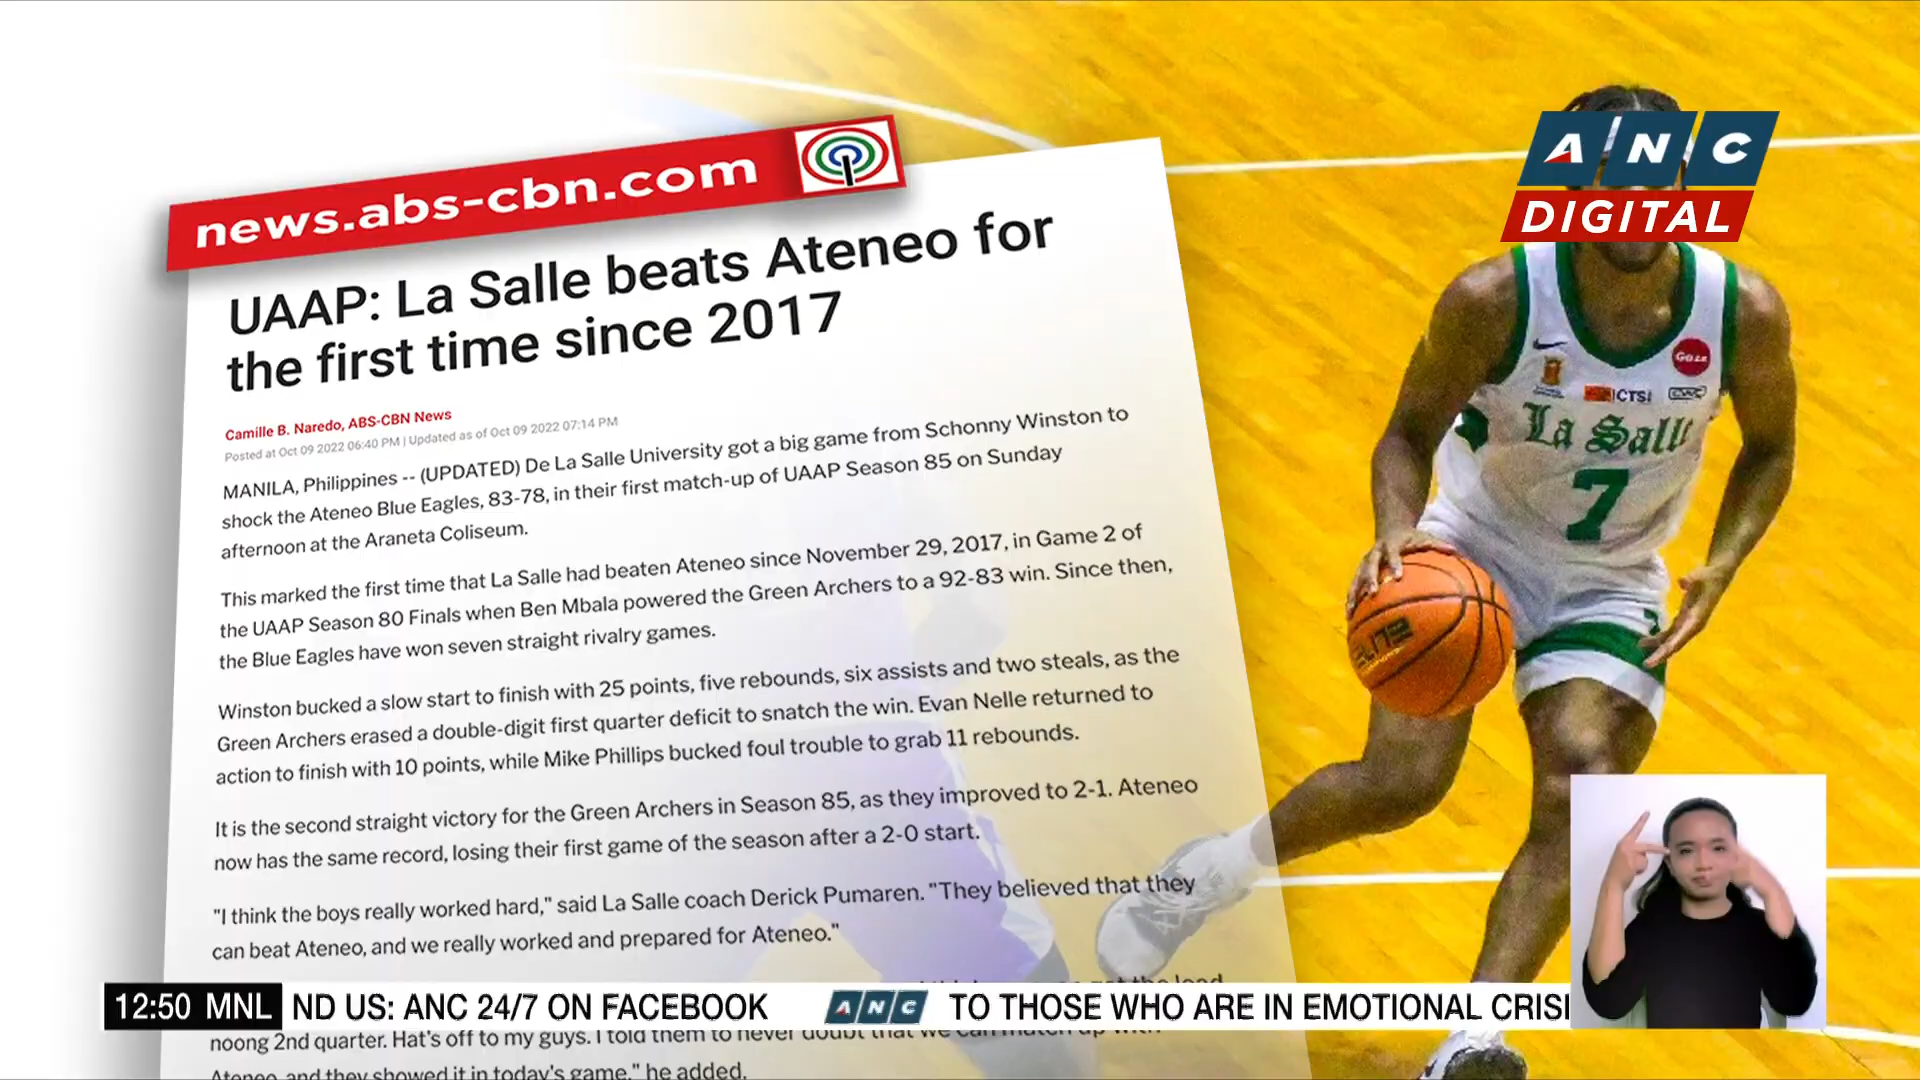 news.abs-cbn.com
UAAP: La Salle beats Ateneo for
the first time since 2017
Camille B. Naredo, ABS-CBN News
Posted at Oct 09 2022 06:40 PM | Updated as of Oct 09 2022 07:14 PM
MANILA, Philippines -- (UPDATED) De La Salle University got a big game from Schonny Winston to
shock the Ateneo Blue Eagles, 83-78, in their first match-up of UAAP Season 85 on Sunday
afternoon at the Araneta Coliseum.
This marked the first time that La Salle had beaten Ateneo since November 29, 2017, in Game 2 of
the UAAP Season 80 Finals when Ben Mbala powered the Green Archers to a 92-83 win. Since then,
the Blue Eagles have won seven straight rivalry games.
Winston bucked a slow start to finish with 25 points, five rebounds, six assists and two steals, as the
Green Archers erased a double-digit first quarter deficit to snatch the win. Evan Nelle returned to
action to finish with 10 points, while Mike Phillips bucked foul trouble to grab 11 rebounds.
It is the second straight victory for the Green Archers in Season 85, as they improved to 2-1. Ateneo
now has the same record, losing their first game of the season after a 2-0 start.
"I think the boys really worked hard," said La Salle coach Derick Pumaren. "They believed that they
can beat Ateneo, and we really worked and prepared for Ateneo."
noong 2nd quarter. Hat's off to my guys. I told them to never doubt that we can match up with
Ateneo, and they showed it in today's game," he added.
ANC
DIGITAL
CTSI
CWC
La Salle
7
ELITE
12:50 MNL
ND US: ANC 24/7 ON FACEBOOK
ANC
TO THOSE WHO ARE IN EMOTIONAL CRISI